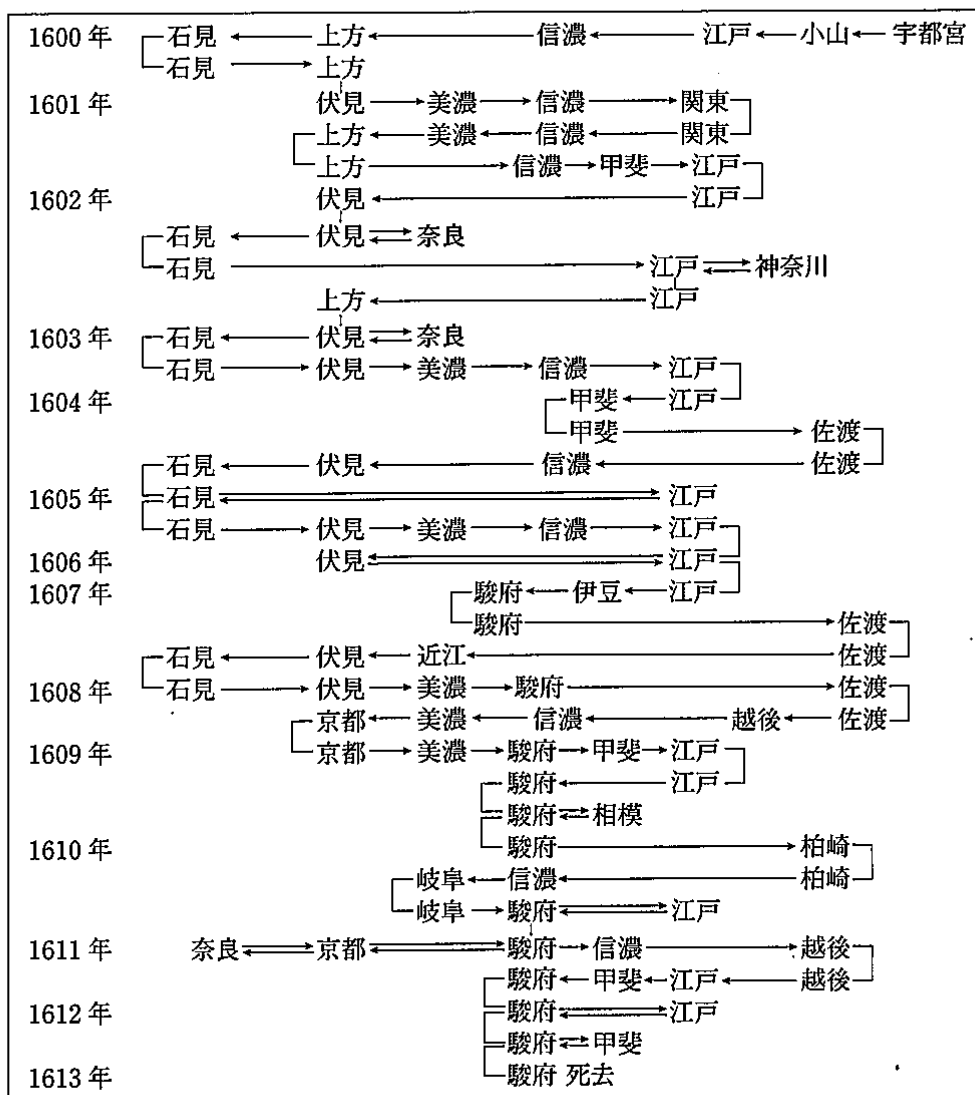 1600年 石見 ← 上方 ← 信濃 ← 江戸 ← 小山 ← 宇都宮
石見 → 上方
1601年 伏見 → 美濃 → 信濃 → 関東
上方 ← 美濃 ← 信濃 ← 関東
上方 → 信濃 → 甲斐 → 江戸
1602年 伏見 ← 江戸
石見 ← 伏見 ⇄ 奈良
石見 → 江戸 ⇄ 神奈川
上方 ← 江戸
1603年 石見 ← 伏見 ⇄ 奈良
石見 → 伏見 → 美濃 → 信濃 → 江戸
1604年 甲斐 ← 江戸
甲斐 → 佐渡
石見 ← 伏見 ← 信濃 ← 佐渡
1605年 石見 ⇄ 江戸
石見 → 伏見 → 美濃 → 信濃 → 江戸
1606年 伏見 ⇄ 江戸
1607年 駿府 ← 伊豆 ← 江戸
駿府 → 佐渡
石見 ← 伏見 ← 近江 ← 佐渡
1608年 石見 → 伏見 → 美濃 → 駿府 → 佐渡
京都 ← 美濃 ← 信濃 ← 越後 ← 佐渡
1609年 京都 → 美濃 → 駿府 → 甲斐 → 江戸
駿府 ← 江戸
駿府 ⇄ 相模
1610年 駿府 → 柏崎
岐阜 ← 信濃 ← 柏崎
岐阜 → 駿府 ⇄ 江戸
1611年 奈良 ⇄ 京都 ⇄ 駿府 → 信濃 → 越後
駿府 ← 甲斐 ← 江戸 ← 越後
1612年 駿府 ⇄ 江戸
駿府 ⇄ 甲斐
1613年 駿府 死去